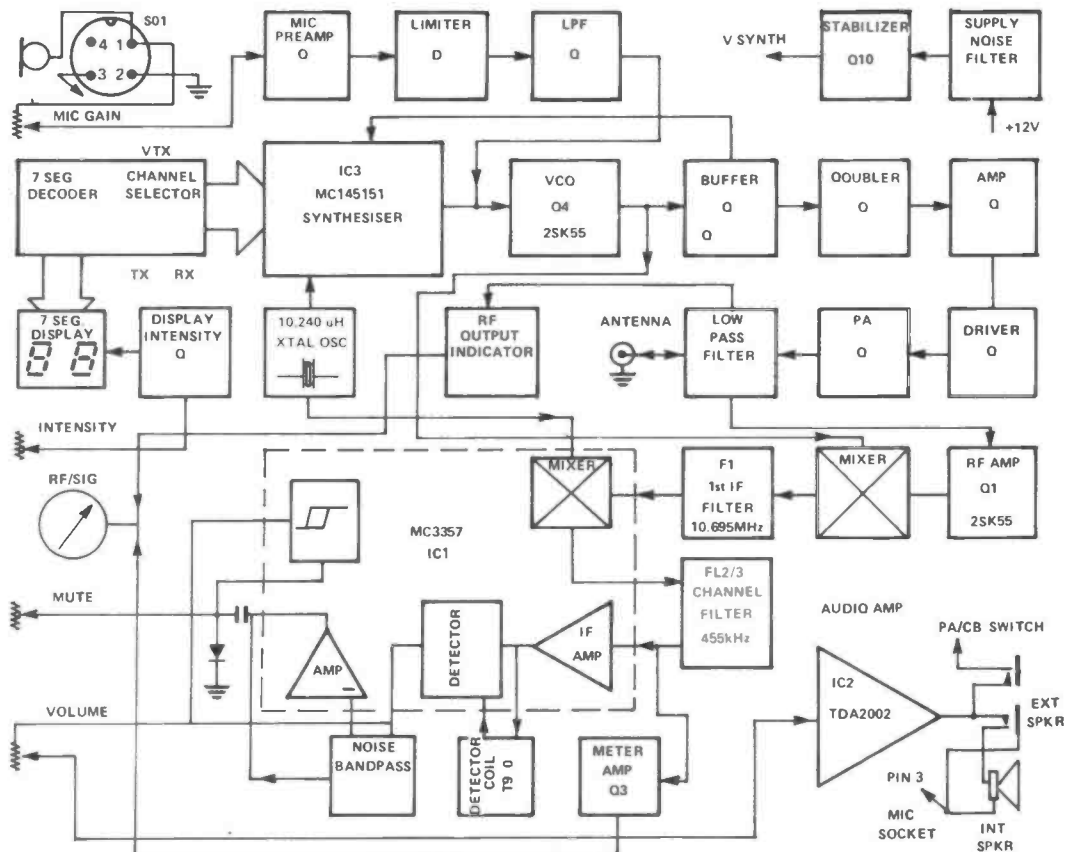 S01
4 1
3 2
MIC GAIN
MIC
PREAMP
Q
LIMITER
D
LPF
Q
V SYNTH
STABILIZER
Q10
SUPPLY
NOISE
FILTER
+12V
VTX
7 SEG
DECODER
CHANNEL
SELECTOR
TX RX
IC3
MC145151
SYNTHESISER
VCO
Q4
2SK55
BUFFER
Q
Q
QOUBLER
Q
AMP
Q
7 SEG
DISPLAY
8 8
DISPLAY
INTENSITY
Q
10,240 uH
XTAL OSC
RF
OUTPUT
INDICATOR
ANTENNA
LOW
PASS
FILTER
PA
Q
DRIVER
Q
INTENSITY
RF/SIG
MIXER
F1
1st IF
FILTER
10.695MHz
MIXER
RF AMP
Q1
2SK55
MC3357
IC1
FL2/3
CHANNEL
FILTER
455kHz
MUTE
AMP
DETECTOR
IF
AMP
AUDIO AMP
PA/CB SWITCH
IC2
TDA2002
EXT
SPKR
VOLUME
NOISE
BANDPASS
DETECTOR
COIL
T9 0
METER
AMP
Q3
PIN 3
MIC
SOCKET
INT
SPKR